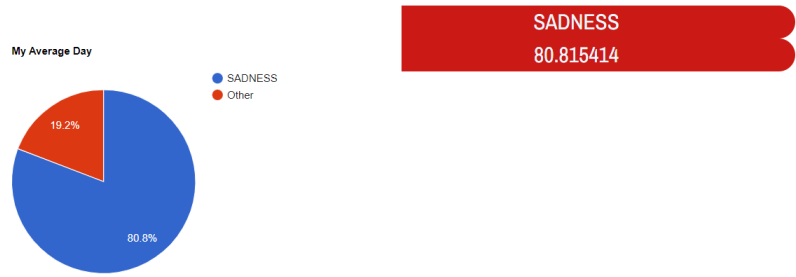 My Average Day
SADNESS
Other
19.2%
80.8%
SADNESS
80.815414